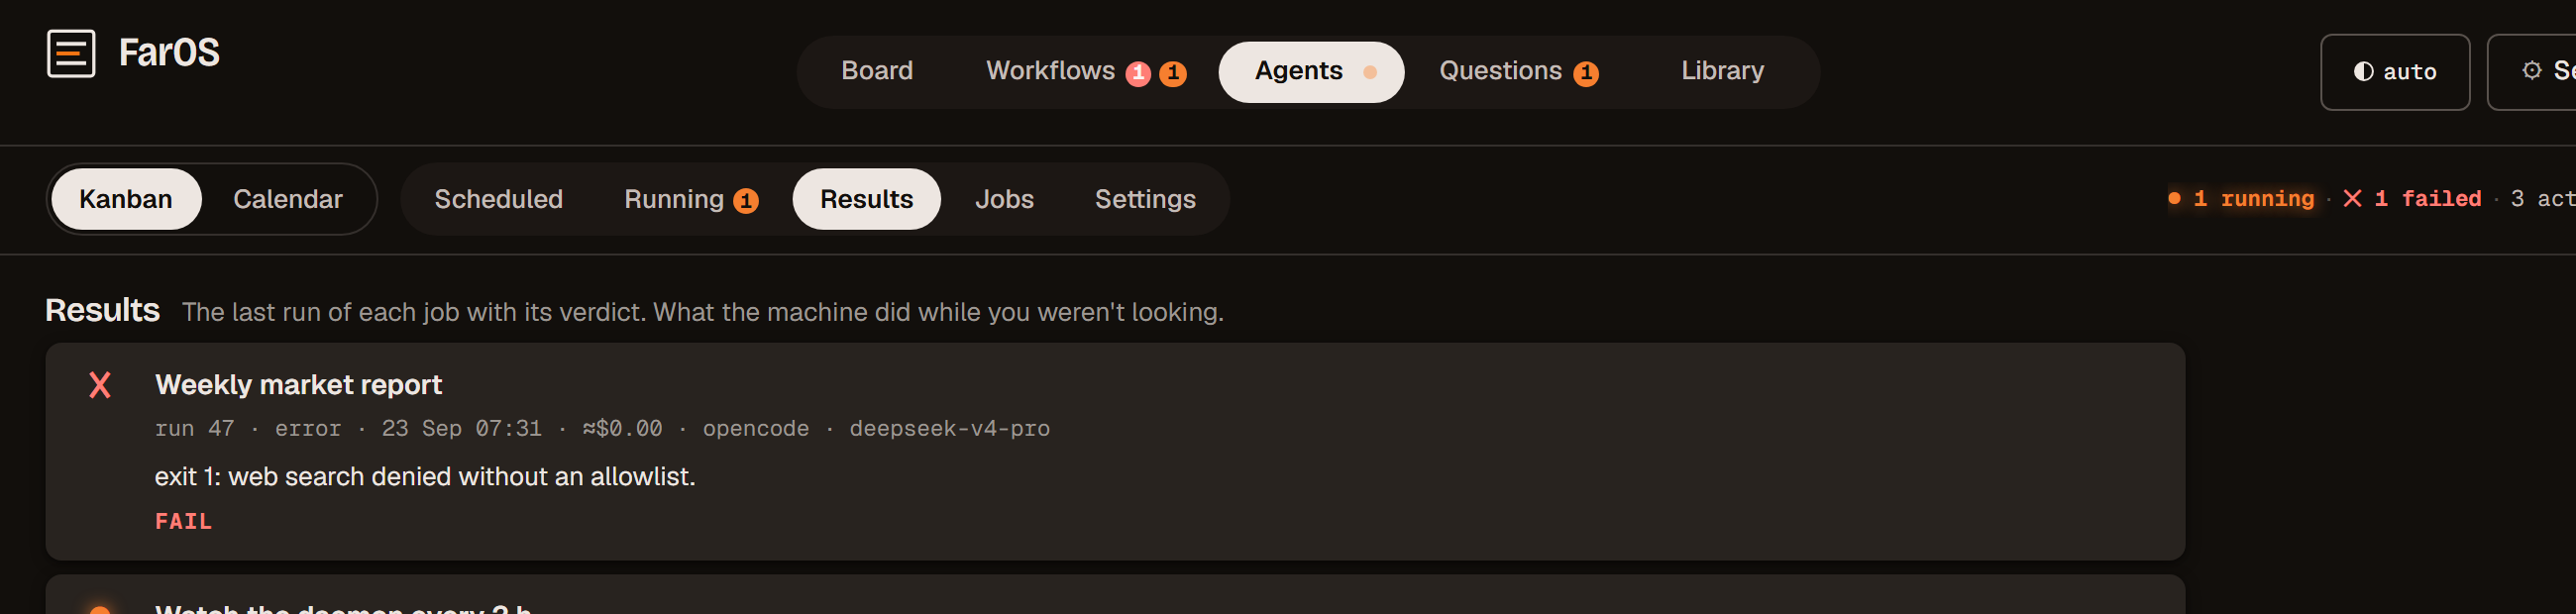 FarOS
Board Workflows 1 1 Agents Questions 1 Library
auto
Kanban Calendar Scheduled Running 1 Results Jobs Settings
1 running · 1 failed · 3
Results The last run of each job with its verdict. What the machine did while you weren't looking.
Weekly market report
run 47 · error · 23 Sep 07:31 · ≈$0.00 · opencode · deepseek-v4-pro
exit 1: web search denied without an allowlist.
FAIL